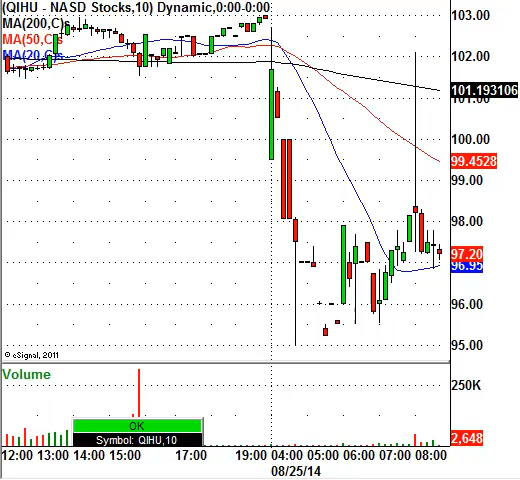 (QIHU - NASD Stocks,10) Dynamic,0:00-0:00:
MA(200,C)s
MA(50,C)s
MA(20,C)s
103.00
102.00
101.193106
101.00
100.00
99.4528
99.00
98.00
97.20
96.95
96.00
95.00
© eSignal, 2011
Volume
250K
OK
Symbol: QIHU,10
2,648
12:00 13:00 14:00 15:00 17:00 19:00 04:00 05:00 06:00 07:00 08:00
08/25/14